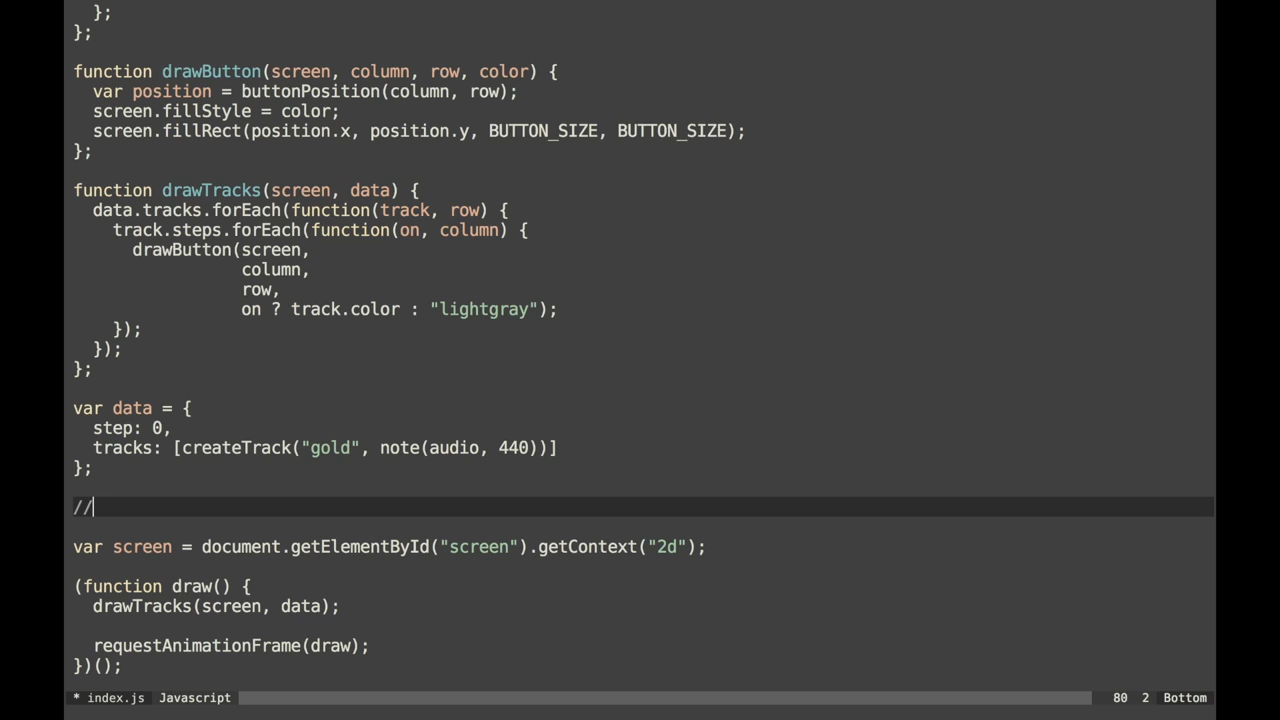 };
};

function drawButton(screen, column, row, color) {
  var position = buttonPosition(column, row);
  screen.fillStyle = color;
  screen.fillRect(position.x, position.y, BUTTON_SIZE, BUTTON_SIZE);
};

function drawTracks(screen, data) {
  data.tracks.forEach(function(track, row) {
    track.steps.forEach(function(on, column) {
      drawButton(screen,
                 column,
                 row,
                 on ? track.color : "lightgray");
    });
  });
};

var data = {
  step: 0,
  tracks: [createTrack("gold", note(audio, 440))]
};

//

var screen = document.getElementById("screen").getContext("2d");

(function draw() {
  drawTracks(screen, data);

  requestAnimationFrame(draw);
})();
* index.js Javascript 80 2 Bottom